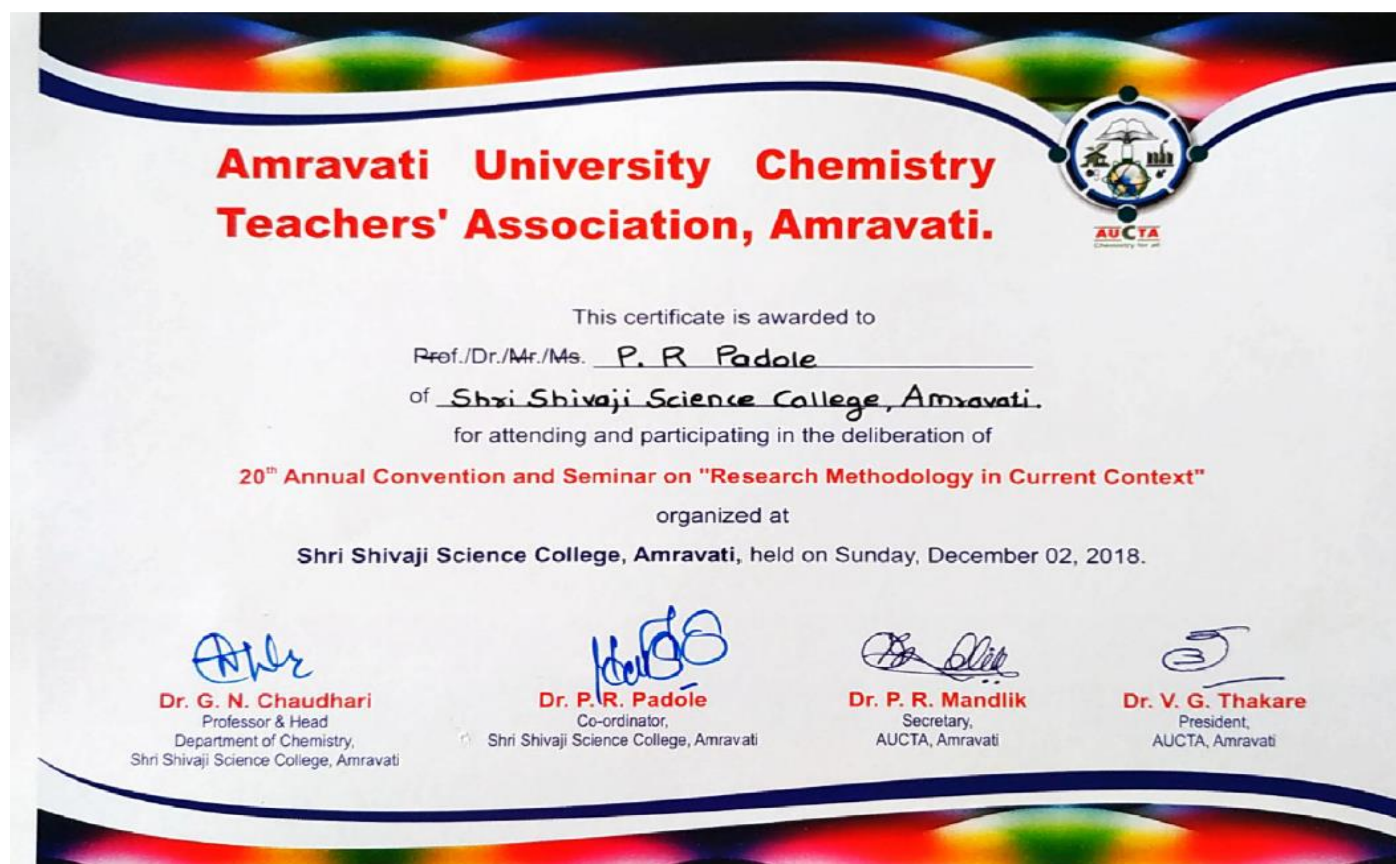 Amravati University Chemistry
Teachers' Association, Amravati.
AUCTA
Chemistry for all
This certificate is awarded to
Prof./Dr./Mr./Ms. P. R Padole
of Shri Shivaji Science College, Amravati.
for attending and participating in the deliberation of
20th Annual Convention and Seminar on "Research Methodology in Current Context"
organized at
Shri Shivaji Science College, Amravati, held on Sunday, December 02, 2018.
Dr. G. N. Chaudhari
Professor & Head
Department of Chemistry,
Shri Shivaji Science College, Amravati
Dr. P. R. Padole
Co-ordinator,
Shri Shivaji Science College, Amravati
Dr. P. R. Mandlik
Secretary,
AUCTA, Amravati
Dr. V. G. Thakare
President,
AUCTA, Amravati